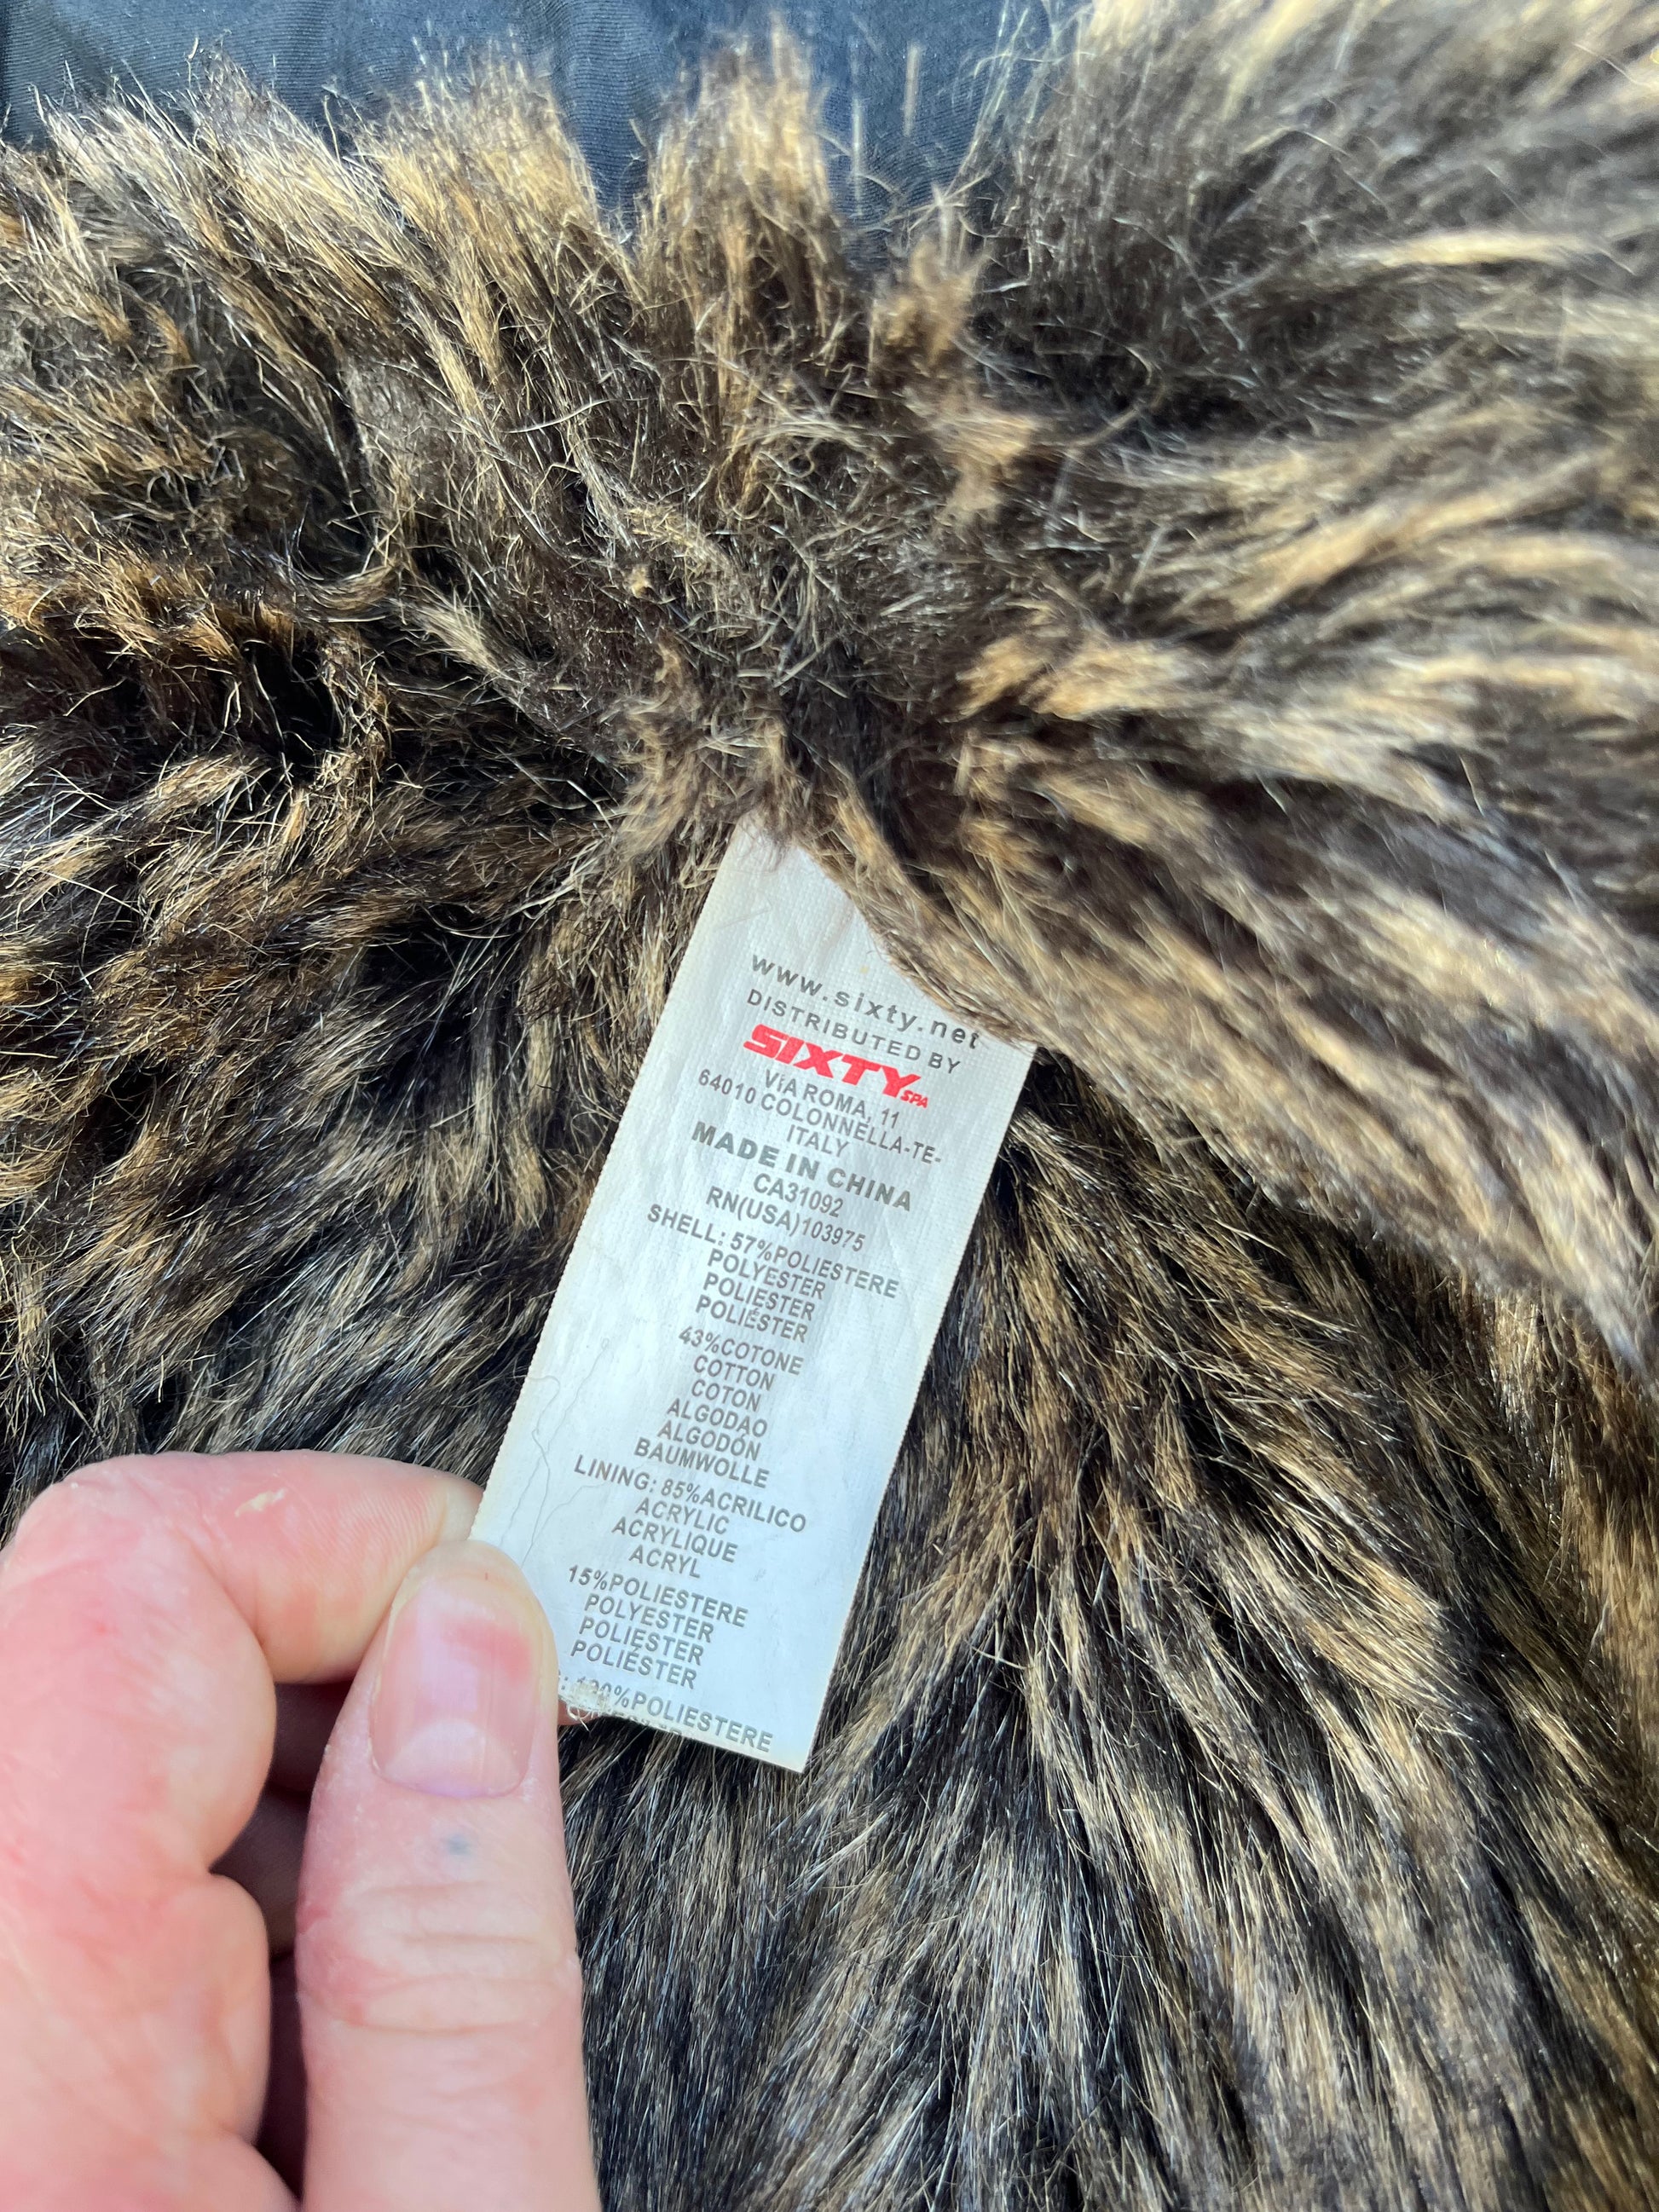 www.sixty.net
DISTRIBUTED BY
SIXTY SPA
VIA ROMA, 11
64010 COLONNELLA-TE-
ITALY
MADE IN CHINA
CA31092
RN(USA)103975
SHELL: 57%POLIESTERE
POLYESTER
POLIESTER
POLIÉSTER
43%COTONE
COTTON
COTON
ALGODAO
ALGODÓN
BAUMWOLLE
LINING: 85%ACRILICO
ACRYLIC
ACRYLIQUE
ACRYL
15%POLIESTERE
POLYESTER
POLIESTER
POLIÉSTER
%POLIESTERE